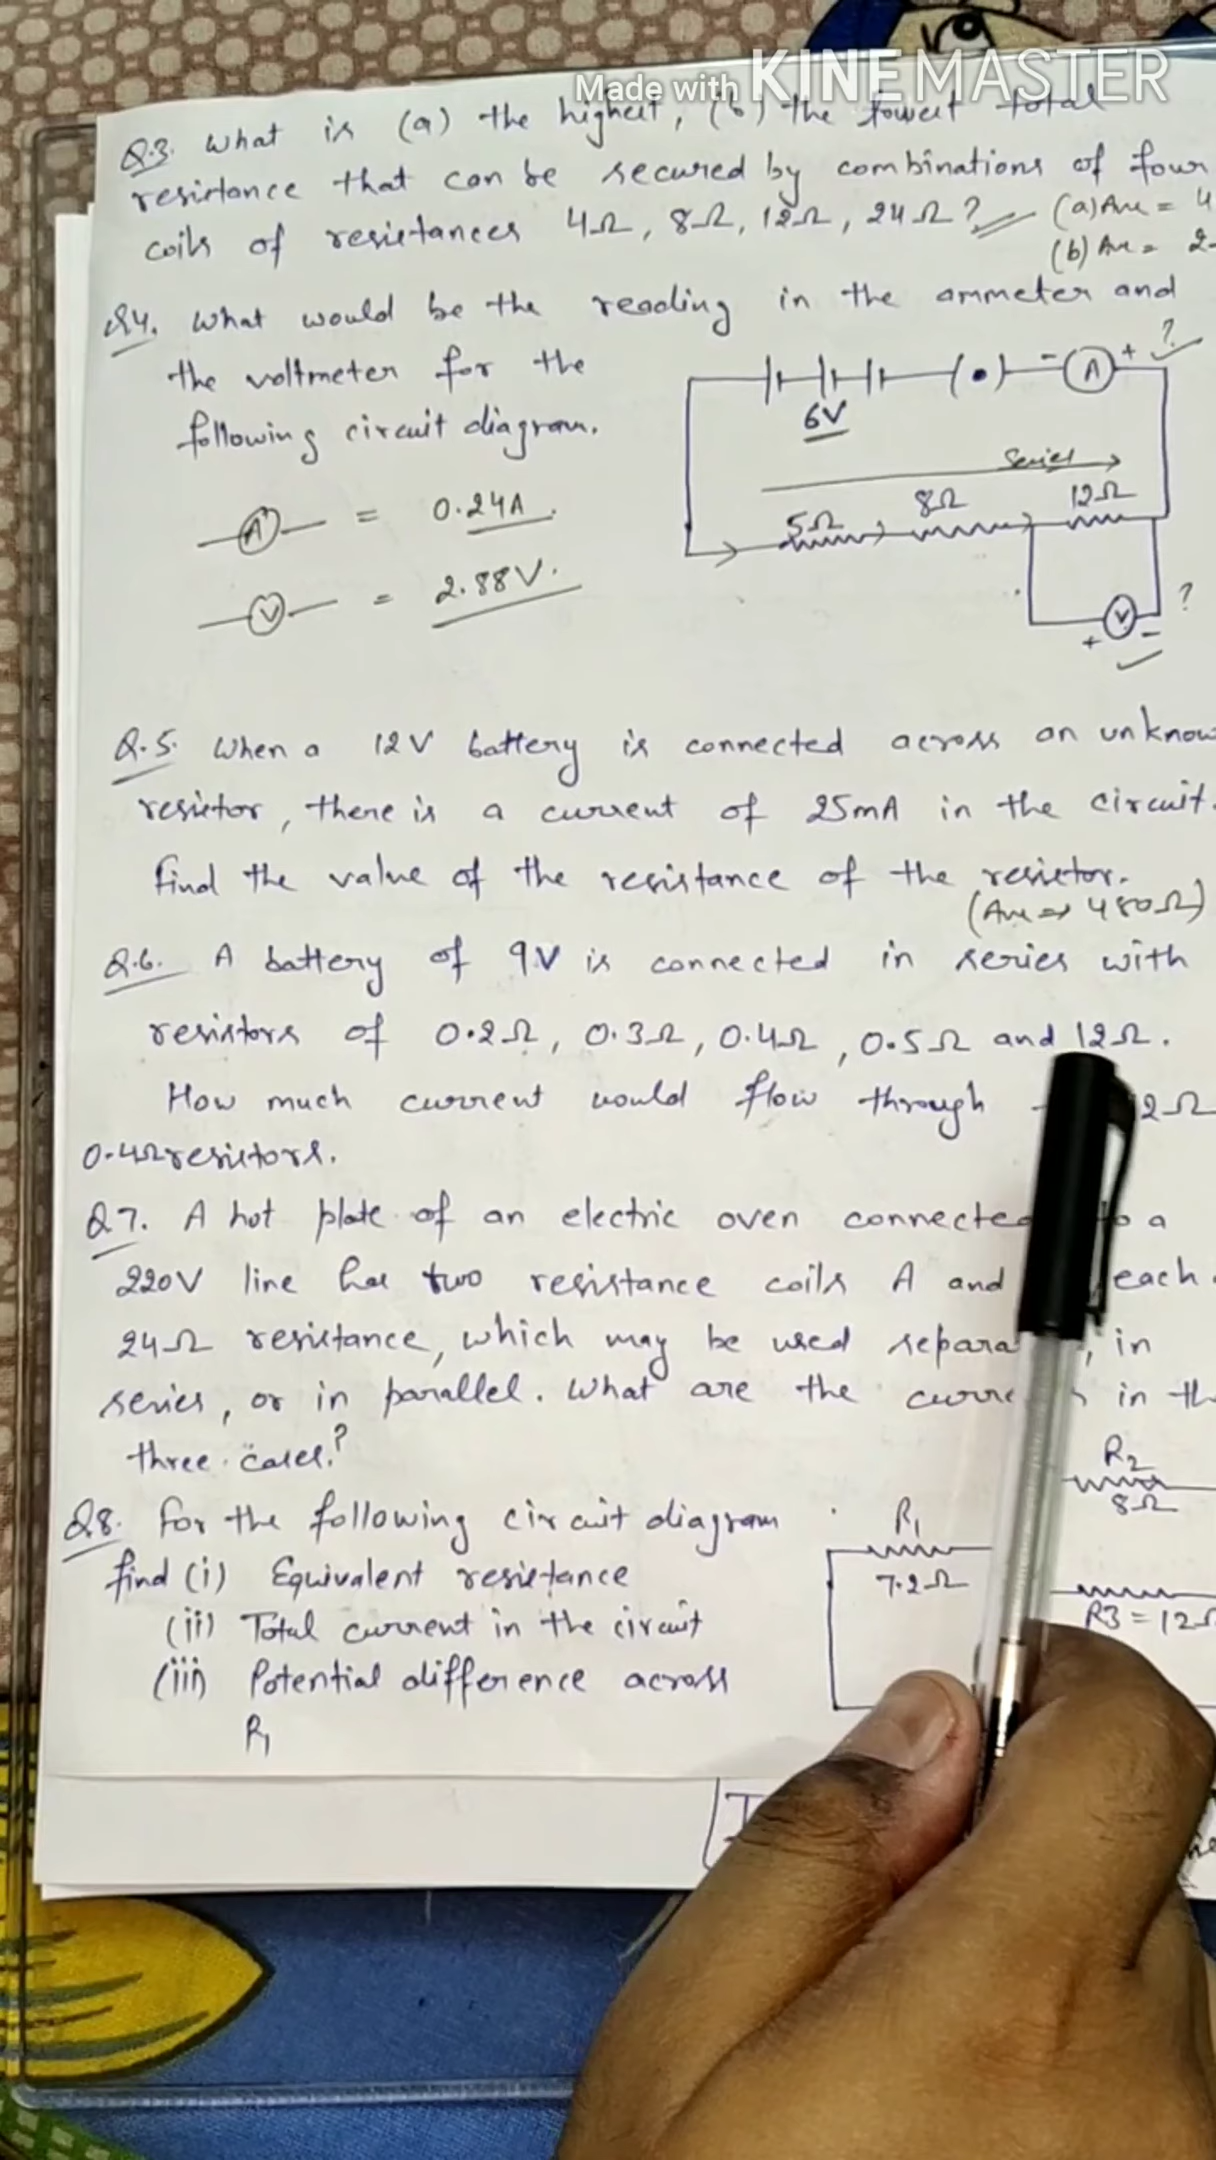 Made with KINEMASTER
Q.3. What is (a) the highest, (b) the lowest total
resistance that can be secured by combinations of four
coils of resistances 4Ω, 8Ω, 12Ω, 24Ω? (a) Ans = 4
(b) Ans = 2
Q4. What would be the reading in the ammeter and
the voltmeter for the
following circuit diagram.
6V
- A + ?
Series
5Ω 8Ω 12Ω
A = 0.24A.
V = 2.88V.
+ V - ?
Q.5. When a 12V battery is connected across an unknow
resistor, there is a current of 25mA in the circuit.
Find the value of the resistance of the resistor.
(Ans → 480Ω)
Q.6. A battery of 9V is connected in series with
resistors of 0.2Ω, 0.3Ω, 0.4Ω, 0.5Ω and 12Ω.
How much current would flow through 2Ω
0.4Ω resistors.
Q7. A hot plate of an electric oven connected to a
220V line has two resistance coils A and each
24Ω resistance, which may be used separa , in
series, or in parallel. What are the curre in th
three cases?
Q8. For the following circuit diagram
find (i) Equivalent resistance
(ii) Total current in the circuit
(iii) Potential difference across
R1
R1
7.2Ω
R2
8Ω
R3 = 12Ω